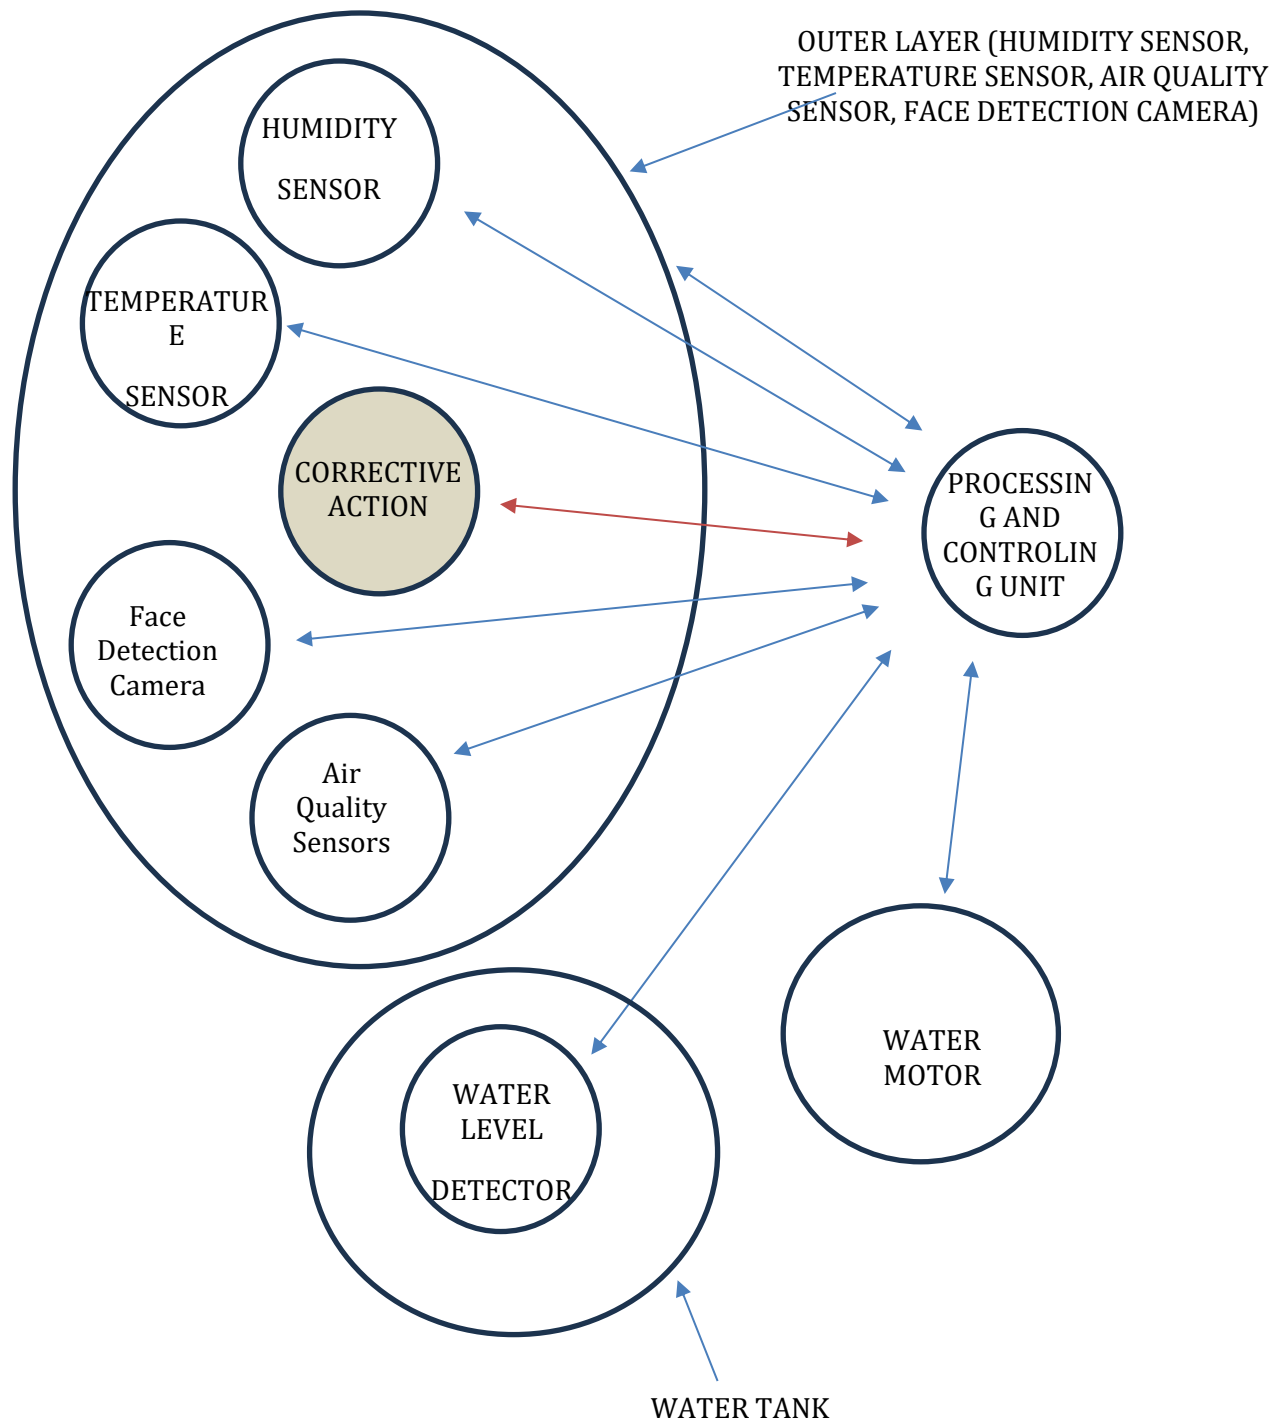 OUTER LAYER (HUMIDITY SENSOR,
TEMPERATURE SENSOR, AIR QUALITY
SENSOR, FACE DETECTION CAMERA)
HUMIDITY
SENSOR
TEMPERATUR
E
SENSOR
CORRECTIVE
ACTION
PROCESSIN
G AND
CONTROLIN
G UNIT
Face
Detection
Camera
Air
Quality
Sensors
WATER
MOTOR
WATER
LEVEL
DETECTOR
WATER TANK